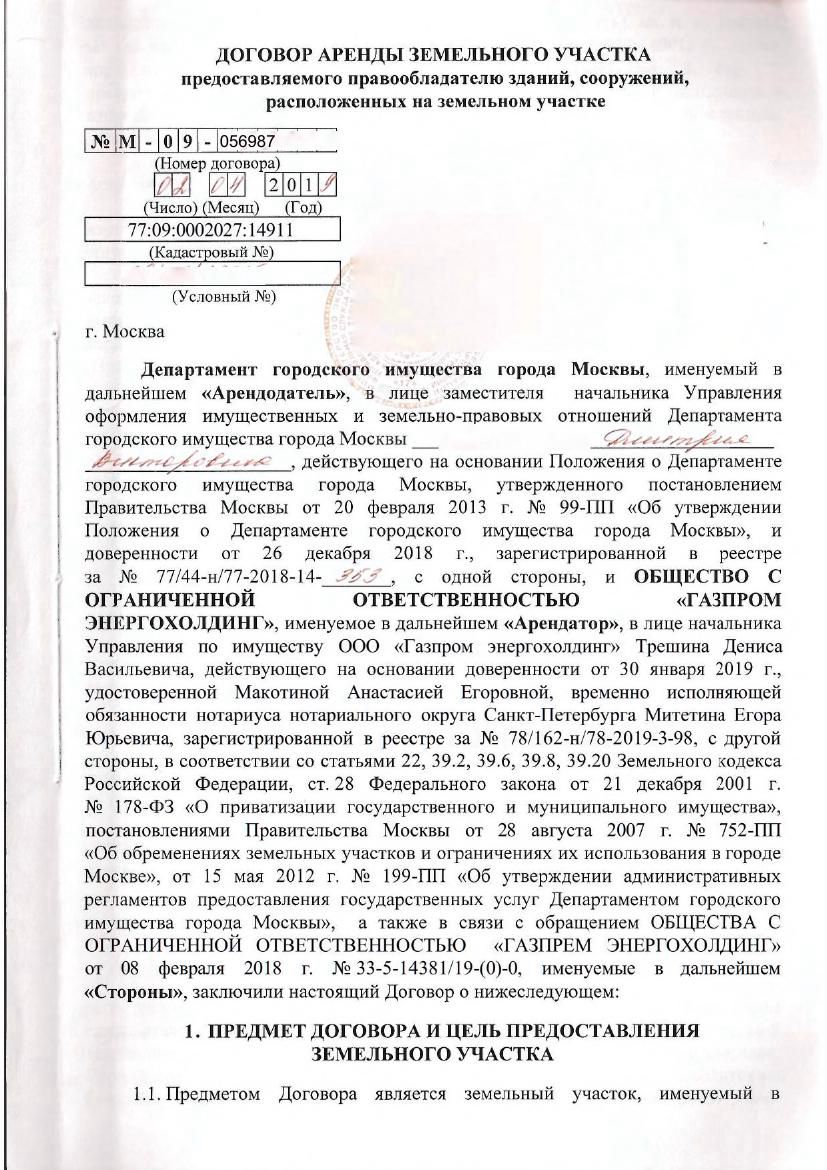 ДОГОВОР АРЕНДЫ ЗЕМЕЛЬНОГО УЧАСТКА
предоставляемого правообладателю зданий, сооружений,
расположенных на земельном участке
№ М - 0 9 - 056987
(Номер договора)
02 04 2019
(Число) (Месяц) (Год)
77:09:0002027:14911
(Кадастровый №)
(Условный №)
г. Москва
Департамент городского имущества города Москвы, именуемый в
дальнейшем «Арендодатель», в лице заместителя начальника Управления
оформления имущественных и земельно-правовых отношений Департамента
городского имущества города Москвы ___ Дмитрия
Викторовича, действующего на основании Положения о Департаменте
городского имущества города Москвы, утвержденного постановлением
Правительства Москвы от 20 февраля 2013 г. № 99-ПП «Об утверждении
Положения о Департаменте городского имущества города Москвы», и
доверенности от 26 декабря 2018 г., зарегистрированной в реестре
за № 77/44-н/77-2018-14-353, с одной стороны, и ОБЩЕСТВО С
ОГРАНИЧЕННОЙ ОТВЕТСТВЕННОСТЬЮ «ГАЗПРОМ
ЭНЕРГОХОЛДИНГ», именуемое в дальнейшем «Арендатор», в лице начальника
Управления по имуществу ООО «Газпром энергохолдинг» Трешина Дениса
Васильевича, действующего на основании доверенности от 30 января 2019 г.,
удостоверенной Макотиной Анастасией Егоровной, временно исполняющей
обязанности нотариуса нотариального округа Санкт-Петербурга Митетина Егора
Юрьевича, зарегистрированной в реестре за № 78/162-н/78-2019-3-98, с другой
стороны, в соответствии со статьями 22, 39.2, 39.6, 39.8, 39.20 Земельного кодекса
Российской Федерации, ст. 28 Федерального закона от 21 декабря 2001 г.
№ 178-ФЗ «О приватизации государственного и муниципального имущества»,
постановлениями Правительства Москвы от 28 августа 2007 г. № 752-ПП
«Об обременениях земельных участков и ограничениях их использования в городе
Москве», от 15 мая 2012 г. № 199-ПП «Об утверждении административных
регламентов предоставления государственных услуг Департаментом городского
имущества города Москвы», а также в связи с обращением ОБЩЕСТВА С
ОГРАНИЧЕННОЙ ОТВЕТСТВЕННОСТЬЮ «ГАЗПРЕМ ЭНЕРГОХОЛДИНГ»
от 08 февраля 2018 г. № 33-5-14381/19-(0)-0, именуемые в дальнейшем
«Стороны», заключили настоящий Договор о нижеследующем:
1. ПРЕДМЕТ ДОГОВОРА И ЦЕЛЬ ПРЕДОСТАВЛЕНИЯ
ЗЕМЕЛЬНОГО УЧАСТКА
1.1. Предметом Договора является земельный участок, именуемый в